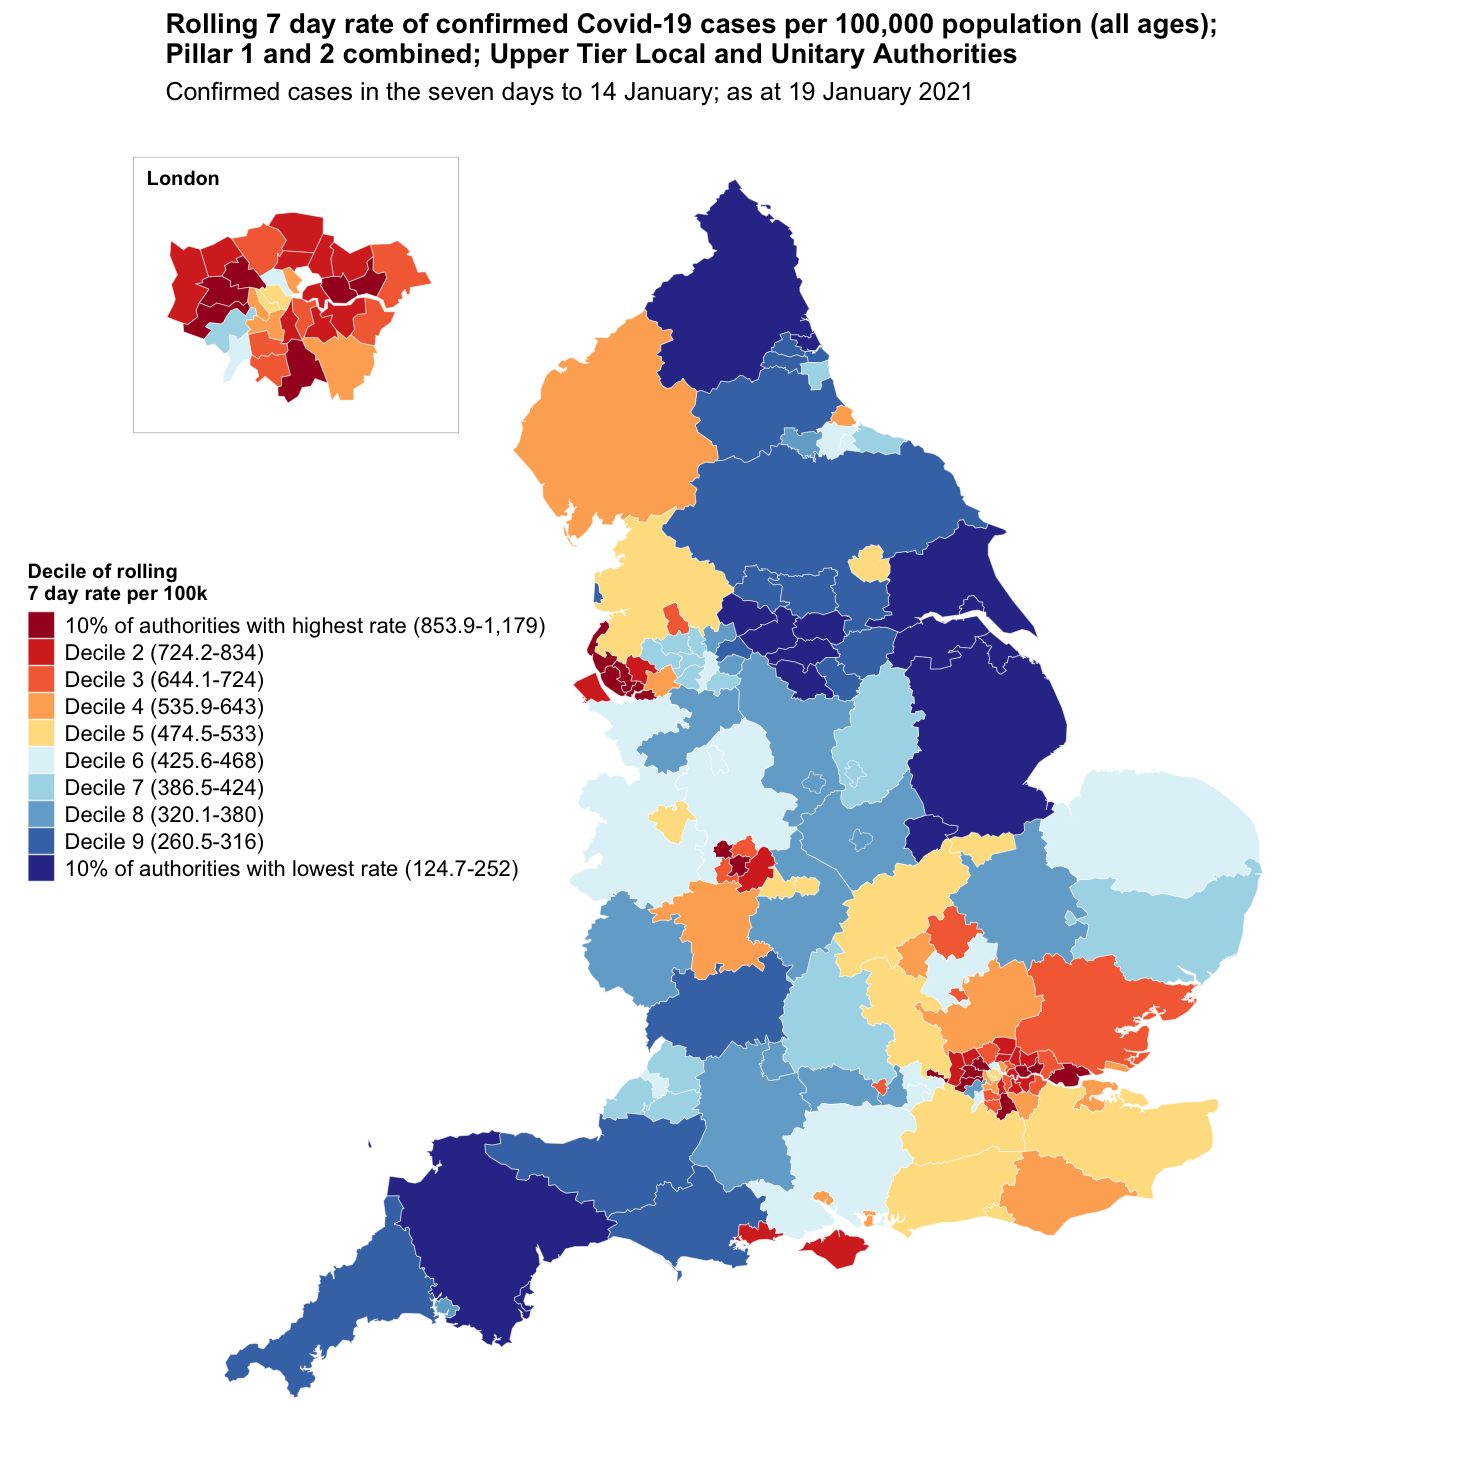 Rolling 7 day rate of confirmed Covid-19 cases per 100,000 population (all ages);
Pillar 1 and 2 combined; Upper Tier Local and Unitary Authorities
Confirmed cases in the seven days to 14 January; as at 19 January 2021
London
Decile of rolling
7 day rate per 100k
10% of authorities with highest rate (853.9-1,179)
Decile 2 (724.2-834)
Decile 3 (644.1-724)
Decile 4 (535.9-643)
Decile 5 (474.5-533)
Decile 6 (425.6-468)
Decile 7 (386.5-424)
Decile 8 (320.1-380)
Decile 9 (260.5-316)
10% of authorities with lowest rate (124.7-252)